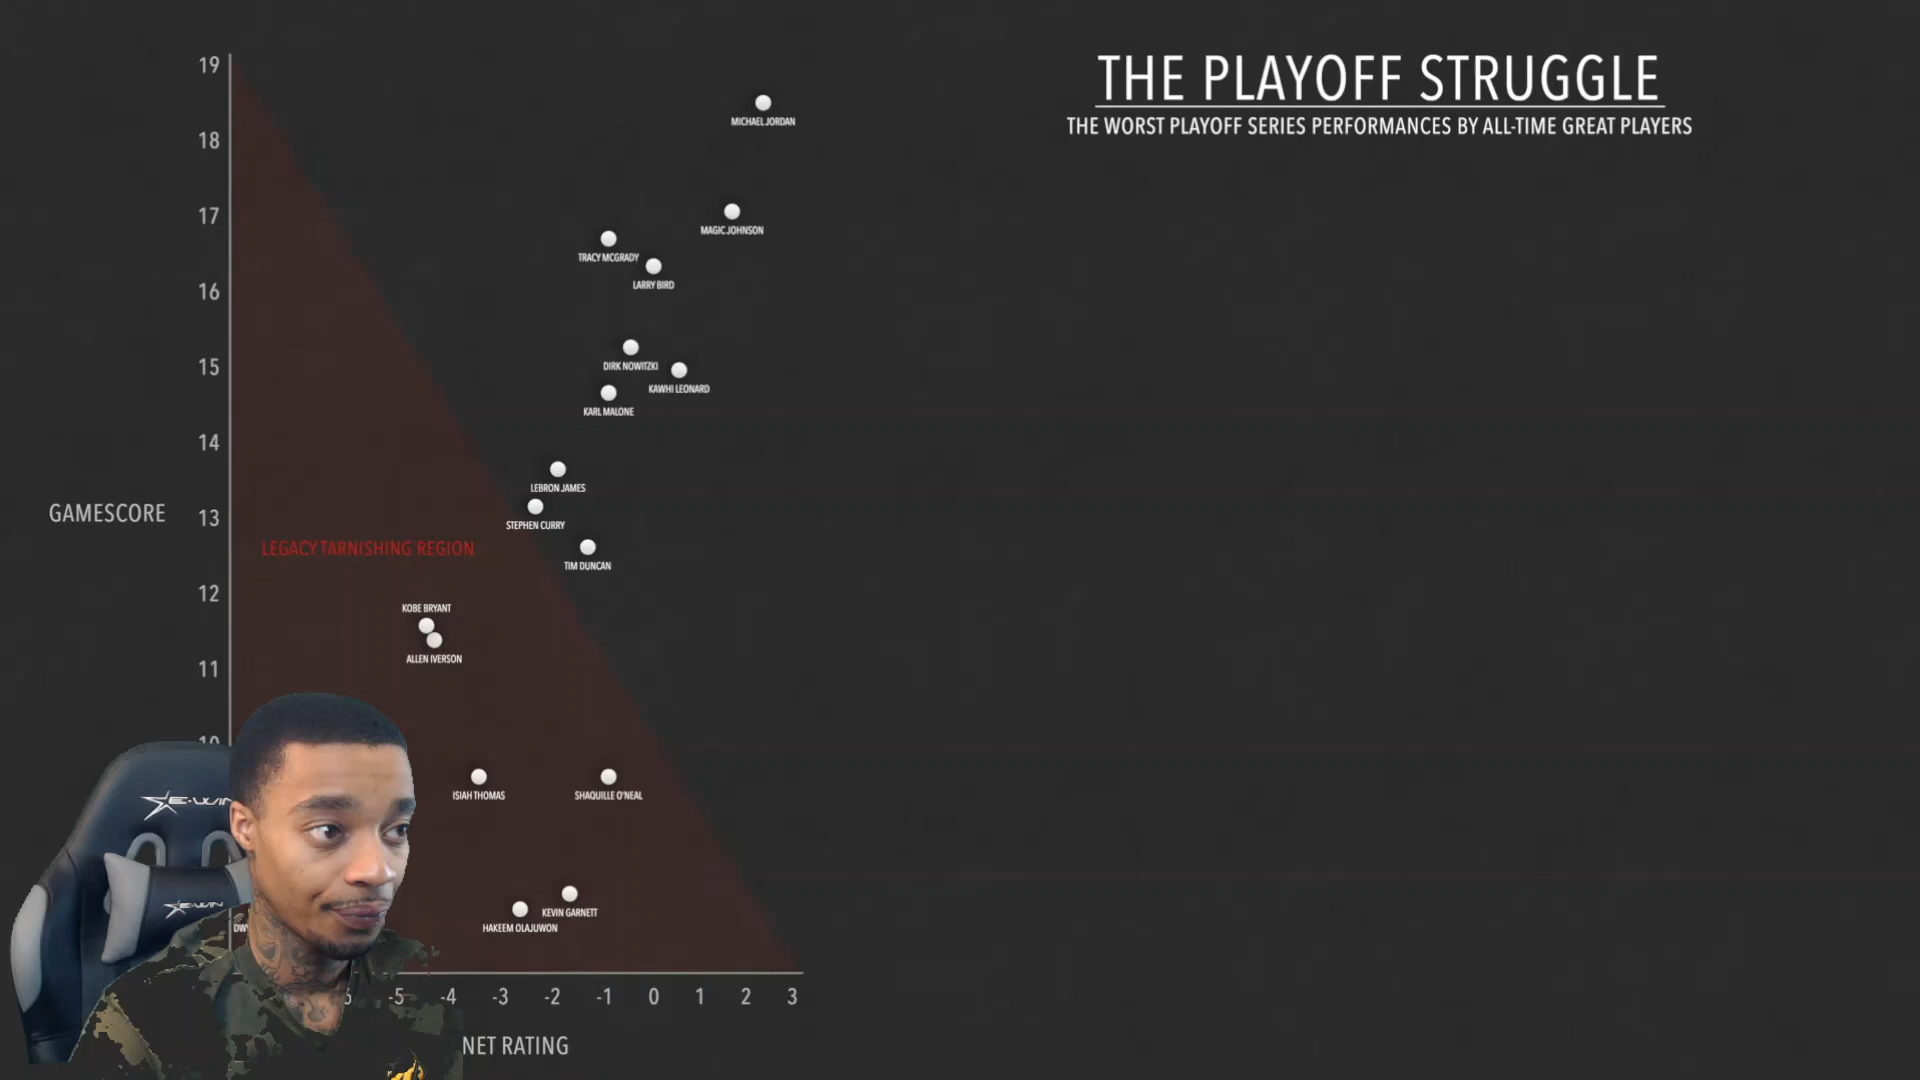 THE PLAYOFF STRUGGLE
THE WORST PLAYOFF SERIES PERFORMANCES BY ALL-TIME GREAT PLAYERS
19
18
17
16
15
14
13
12
11
10
GAMESCORE
MICHAEL JORDAN
MAGIC JOHNSON
TRACY MCGRADY
LARRY BIRD
DIRK NOWITZKI
KAWHI LEONARD
KARL MALONE
LEBRON JAMES
STEPHEN CURRY
LEGACY TARNISHING REGION
TIM DUNCAN
KOBE BRYANT
ALLEN IVERSON
ISIAH THOMAS
SHAQUILLE O'NEAL
KEVIN GARNETT
HAKEEM OLAJUWON
-5 -4 -3 -2 -1 0 1 2 3
NET RATING
E-WIN
E-WIN